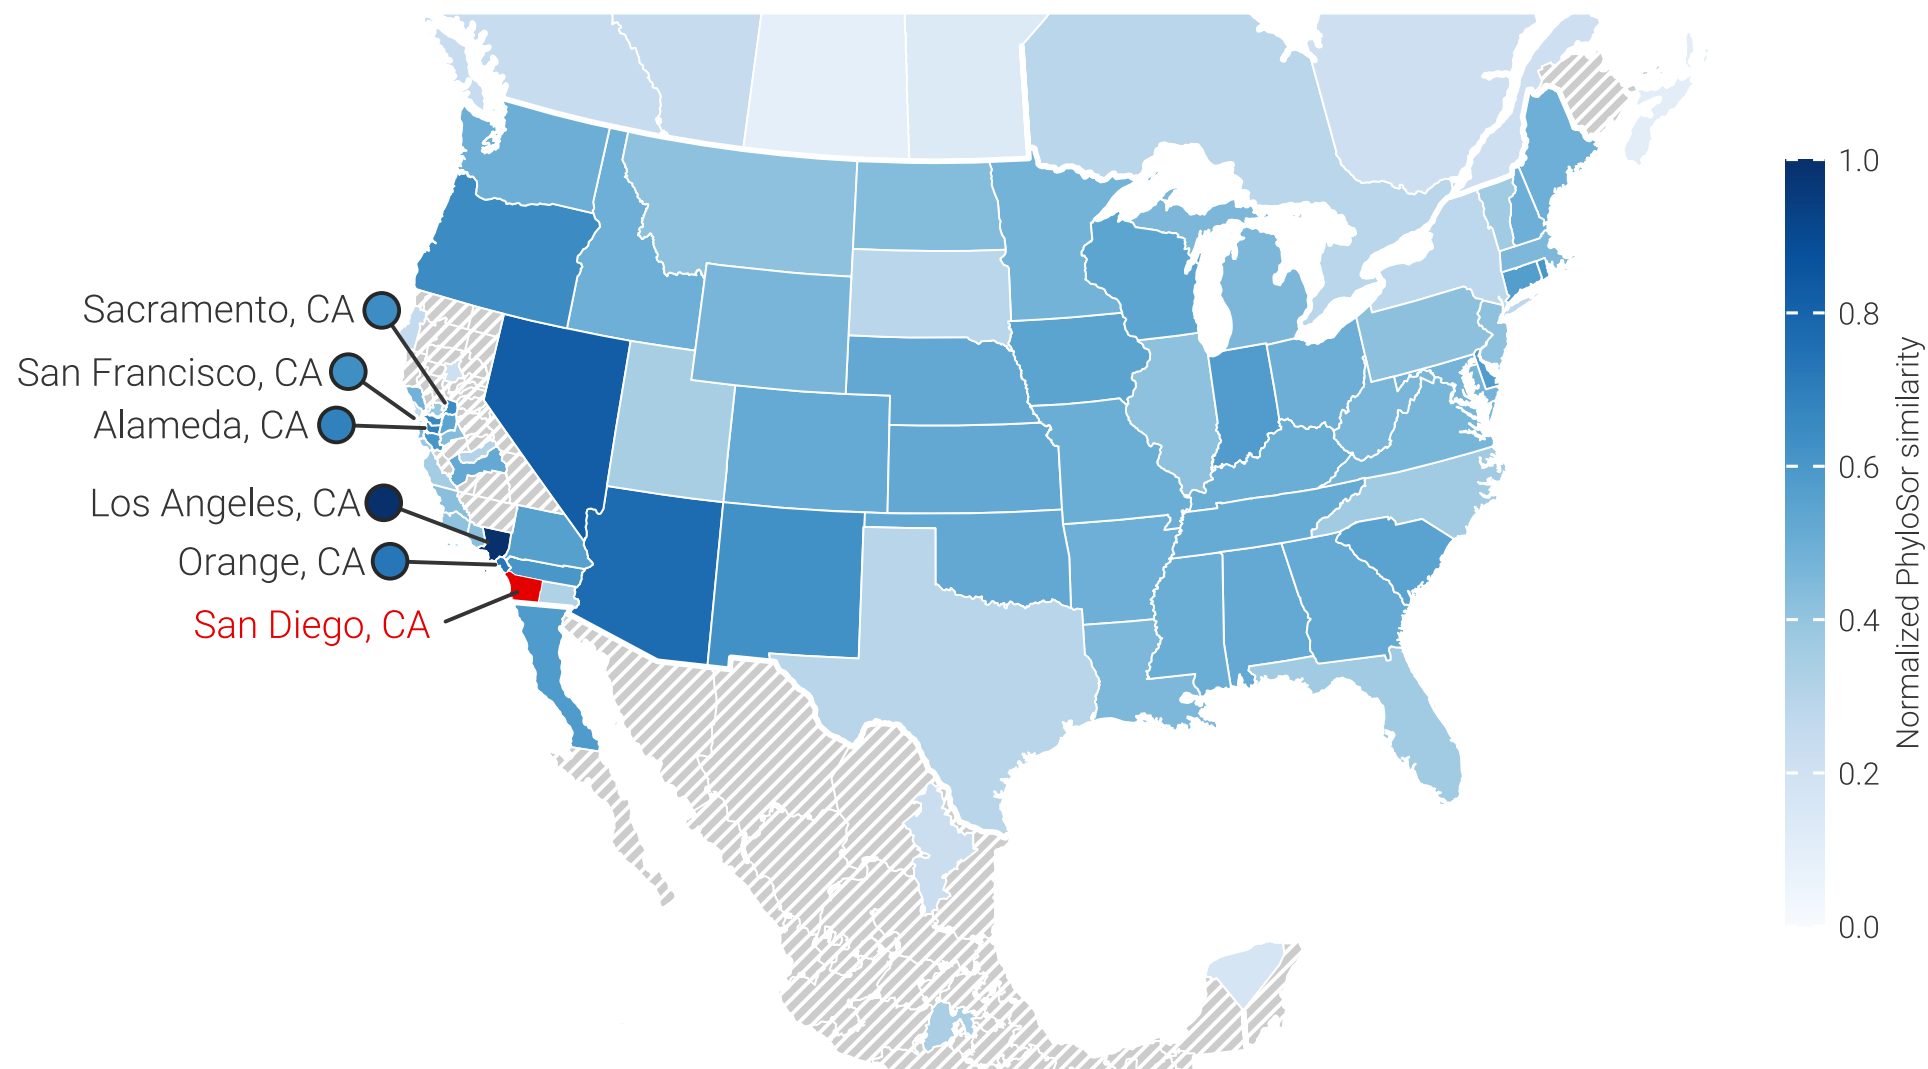 Sacramento, CA
San Francisco, CA
Alameda, CA
Los Angeles, CA
Orange, CA
San Diego, CA
1.0
0.8
0.6
0.4
0.2
0.0
Normalized PhyloSor similarity